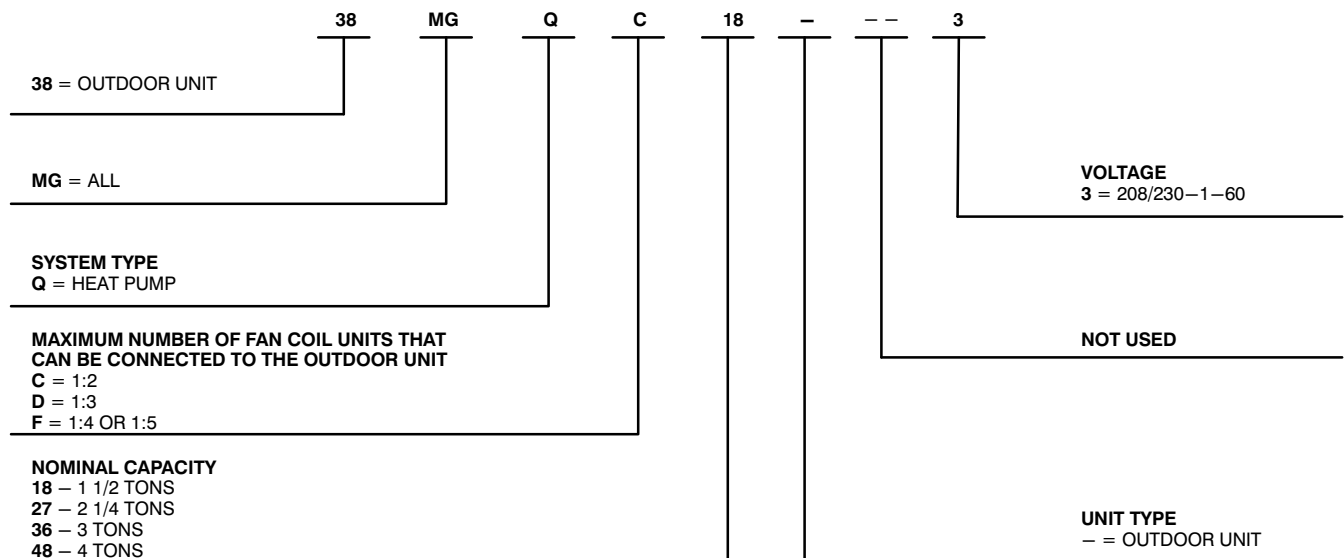 38 MG Q C 18 – – – 3
38 = OUTDOOR UNIT
MG = ALL
VOLTAGE
3 = 208/230−1−60
SYSTEM TYPE
Q = HEAT PUMP
MAXIMUM NUMBER OF FAN COIL UNITS THAT
CAN BE CONNECTED TO THE OUTDOOR UNIT
C = 1:2
D = 1:3
F = 1:4 OR 1:5
NOT USED
NOMINAL CAPACITY
18 − 1 1/2 TONS
27 − 2 1/4 TONS
36 − 3 TONS
48 − 4 TONS
UNIT TYPE
− = OUTDOOR UNIT